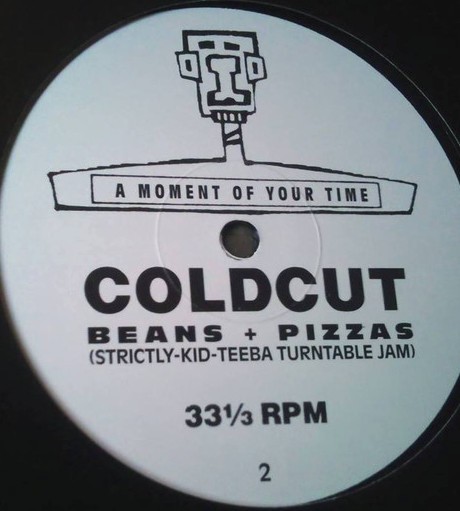 A MOMENT OF YOUR TIME
COLDCUT
BEANS + PIZZAS
(STRICTLY-KID-TEEBA TURNTABLE JAM)
33⅓ RPM
2